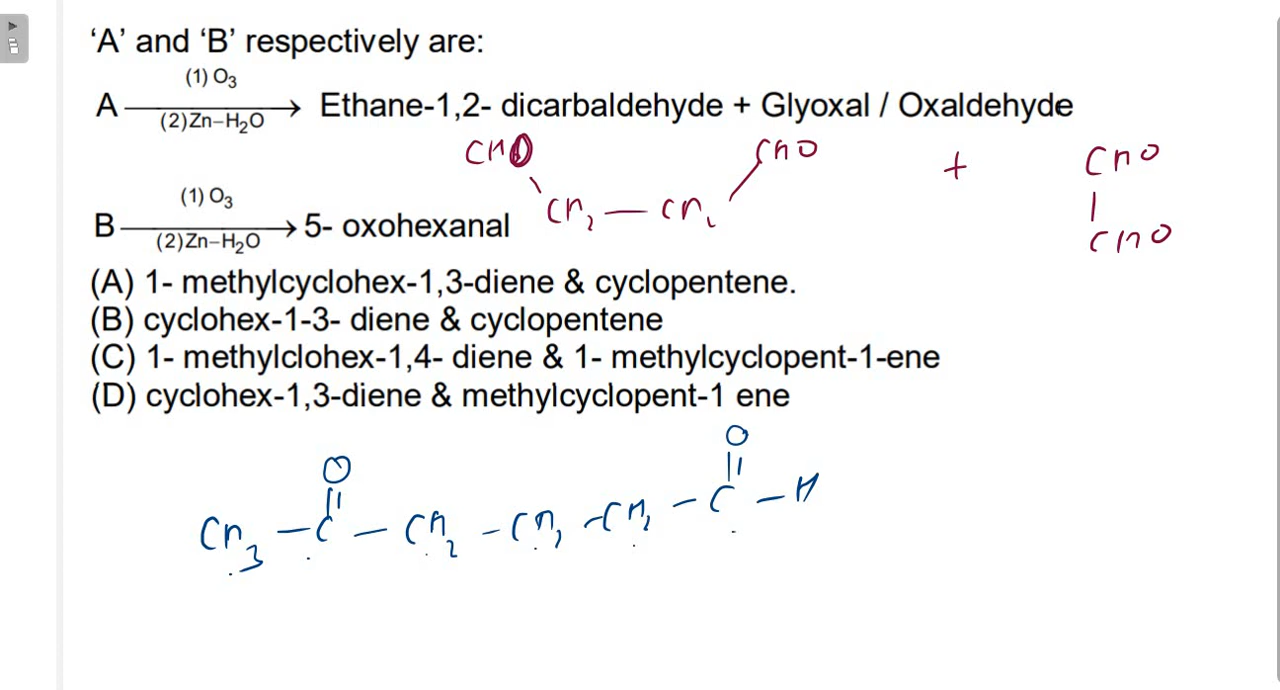 ‘A’ and ‘B’ respectively are:
(1) O3
A → Ethane-1,2- dicarbaldehyde + Glyoxal / Oxaldehyde
(2)Zn–H2O
CHO CHO + CHO
CH2 — CH2
CHO
(1) O3
B → 5- oxohexanal
(2)Zn–H2O
(A) 1- methylcyclohex-1,3-diene & cyclopentene.
(B) cyclohex-1-3- diene & cyclopentene
(C) 1- methylclohex-1,4- diene & 1- methylcyclopent-1-ene
(D) cyclohex-1,3-diene & methylcyclopent-1 ene
O O
CH3 – C – CH2 – CH2 – CH2 – C – H